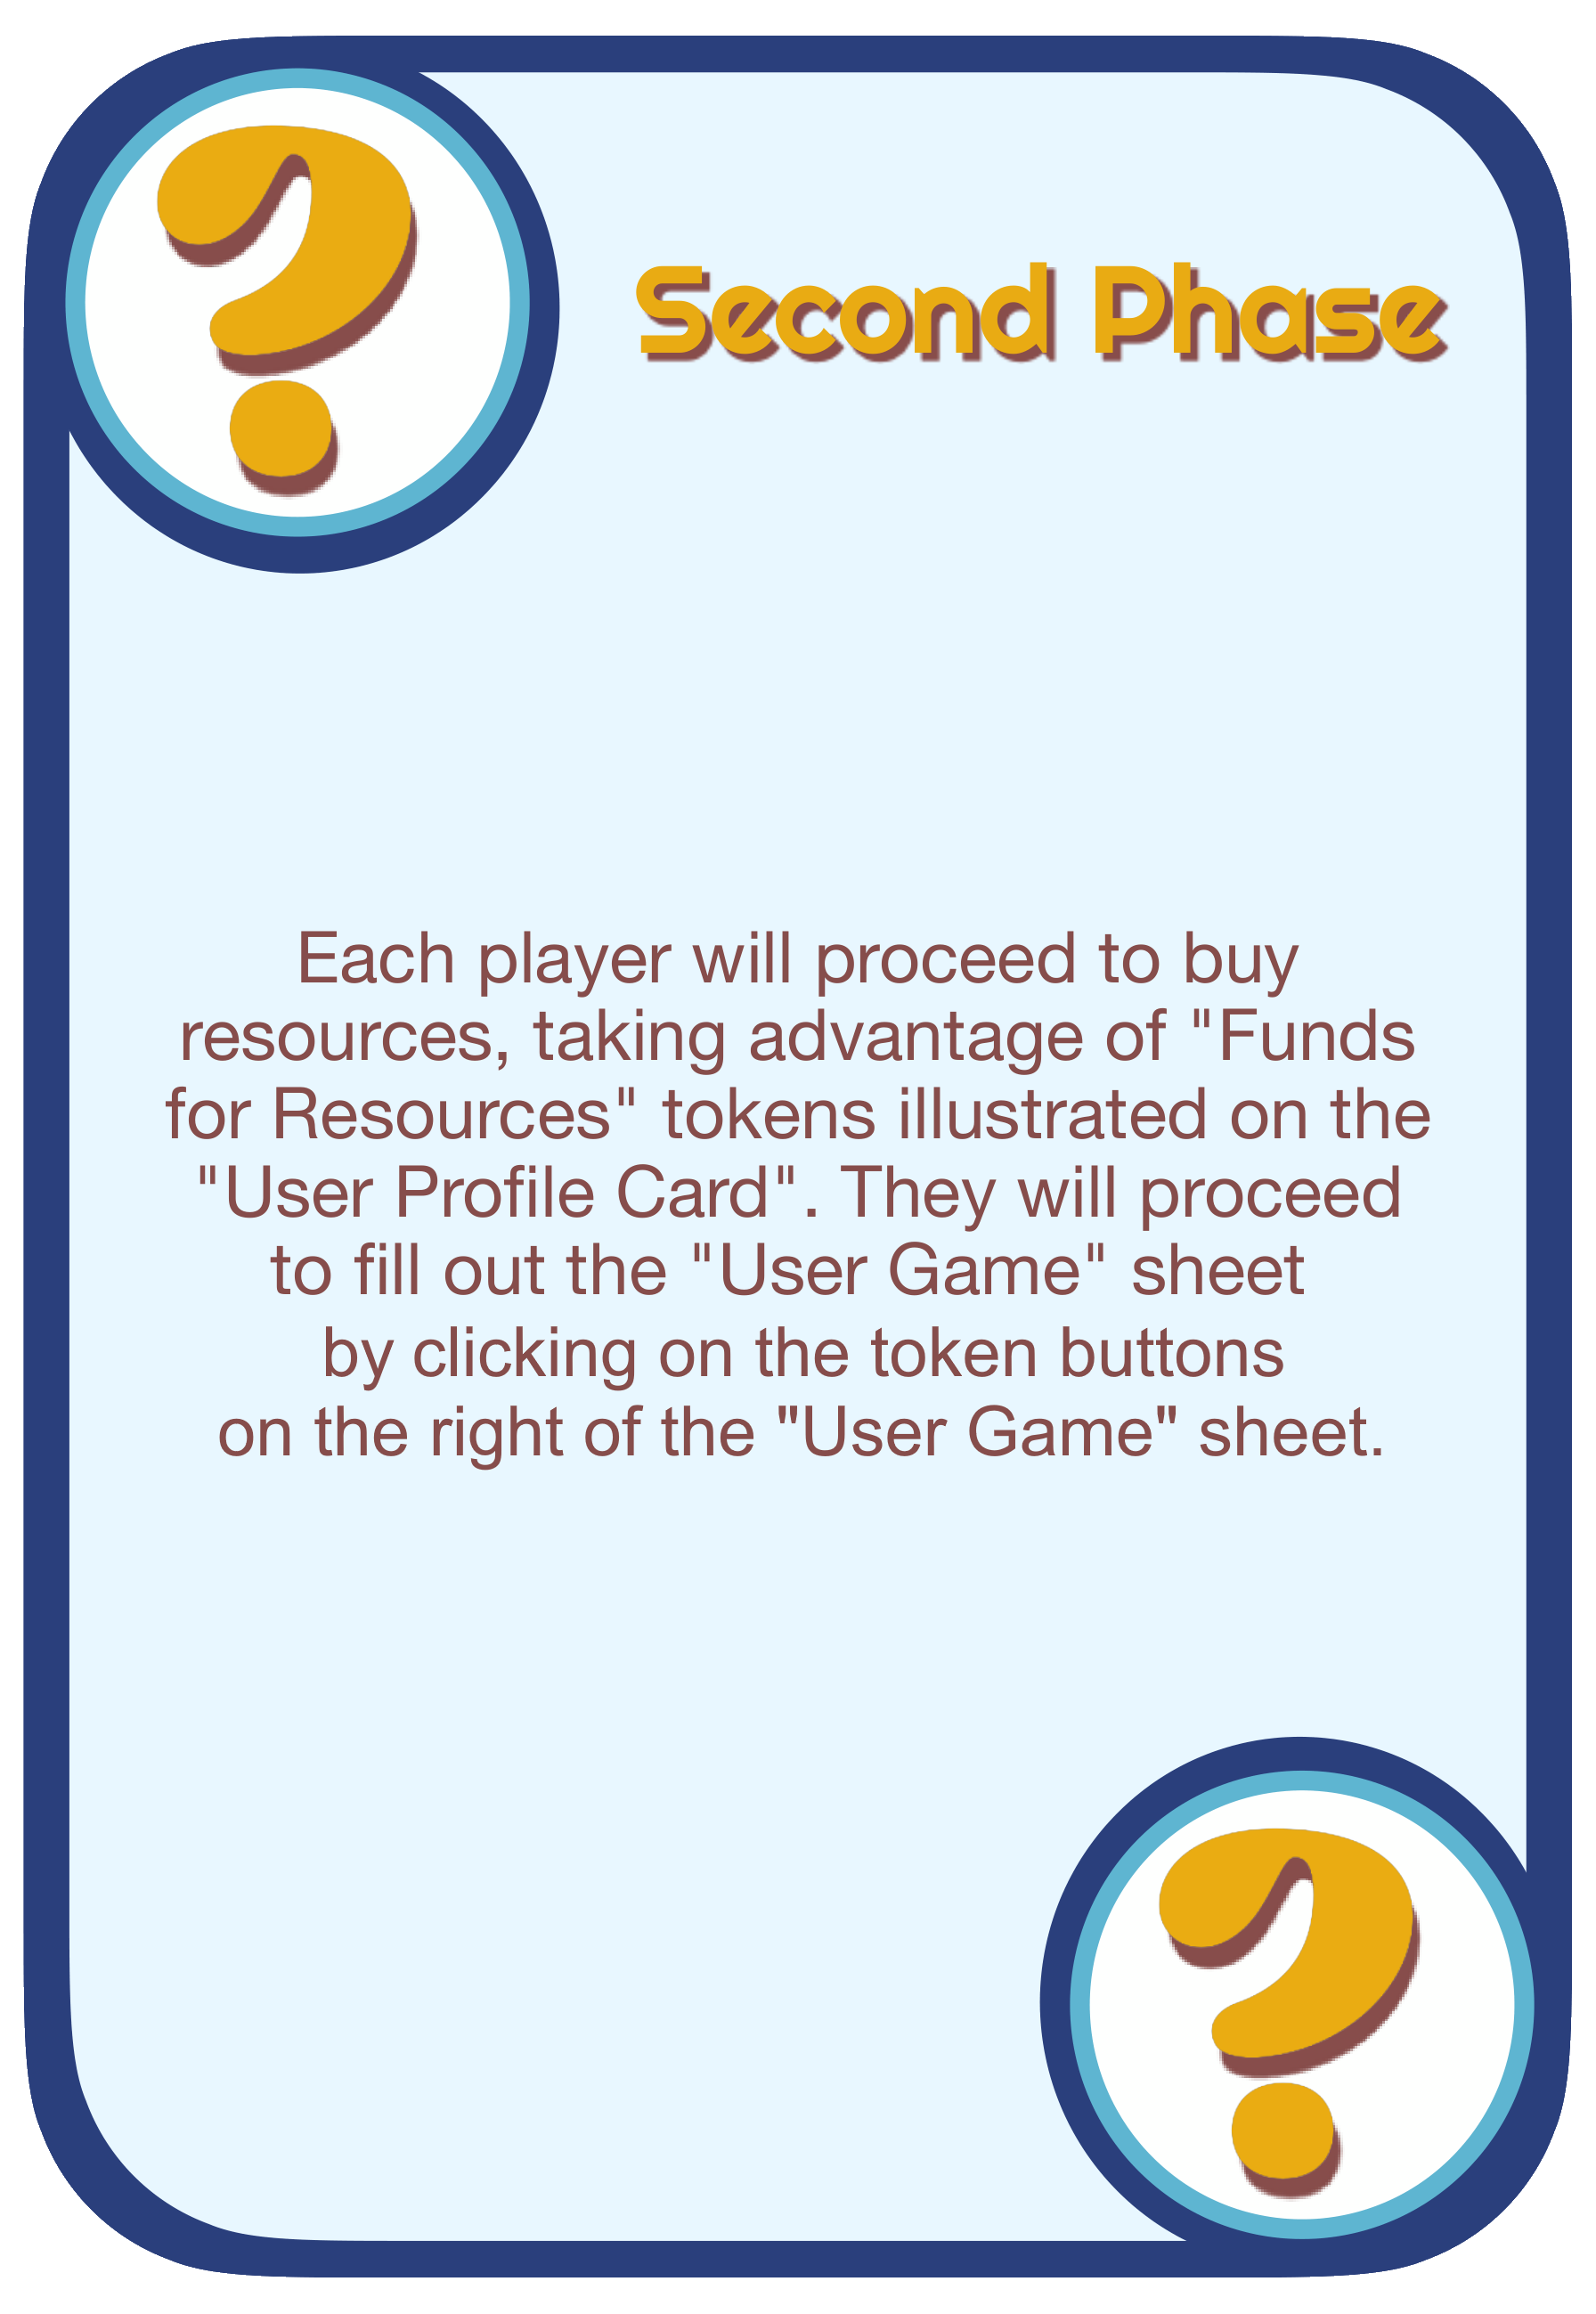 Second Phase
Each player will proceed to buy
resources, taking advantage of "Funds
for Resources" tokens illustrated on the
"User Profile Card". They will proceed
to fill out the "User Game" sheet
by clicking on the token buttons
on the right of the "User Game" sheet.